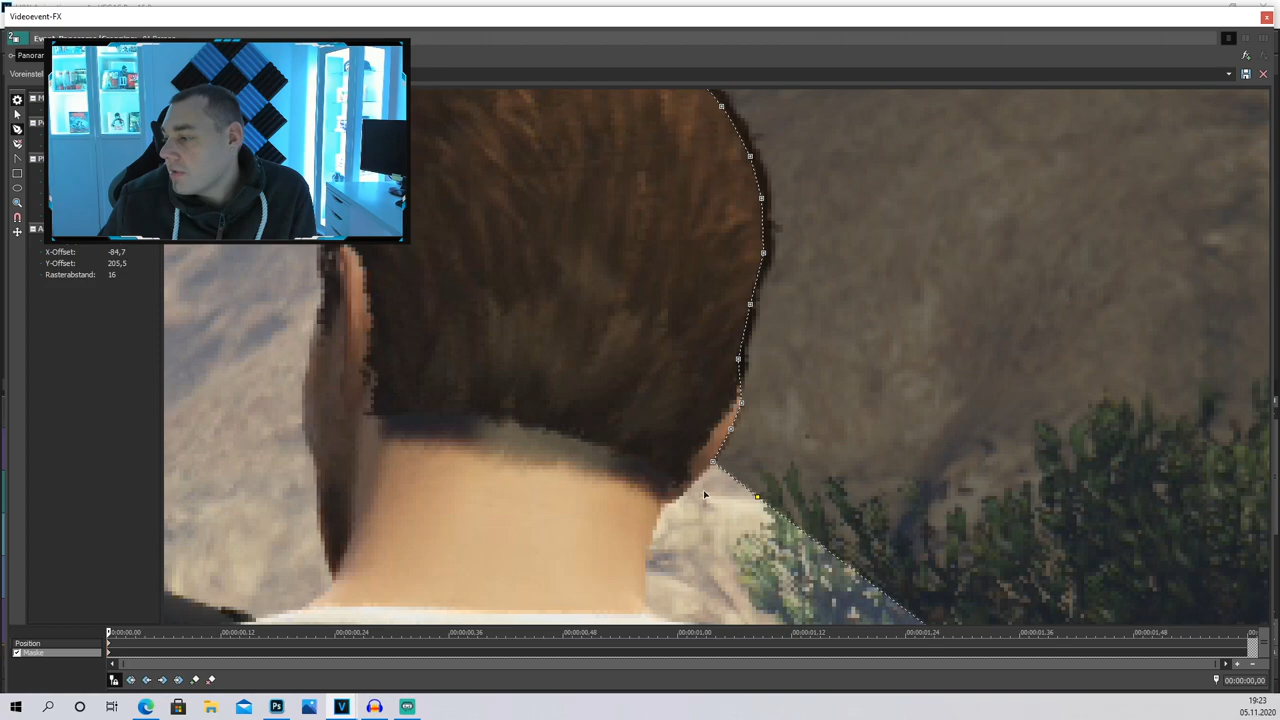 Videoevent-FX
Panoran
Voreinstel
X-Offset: -84,7
Y-Offset: 205,5
Rasterabstand: 16
Position
Maske
00:00:00,00 00:00:00,12 00:00:00,24 00:00:00,36 00:00:00,48 00:00:01,00 00:00:01,12 00:00:01,24 00:00:01,36 00:00:01,48 00:
00:00:00,00
Ps V
19:23
05.11.2020